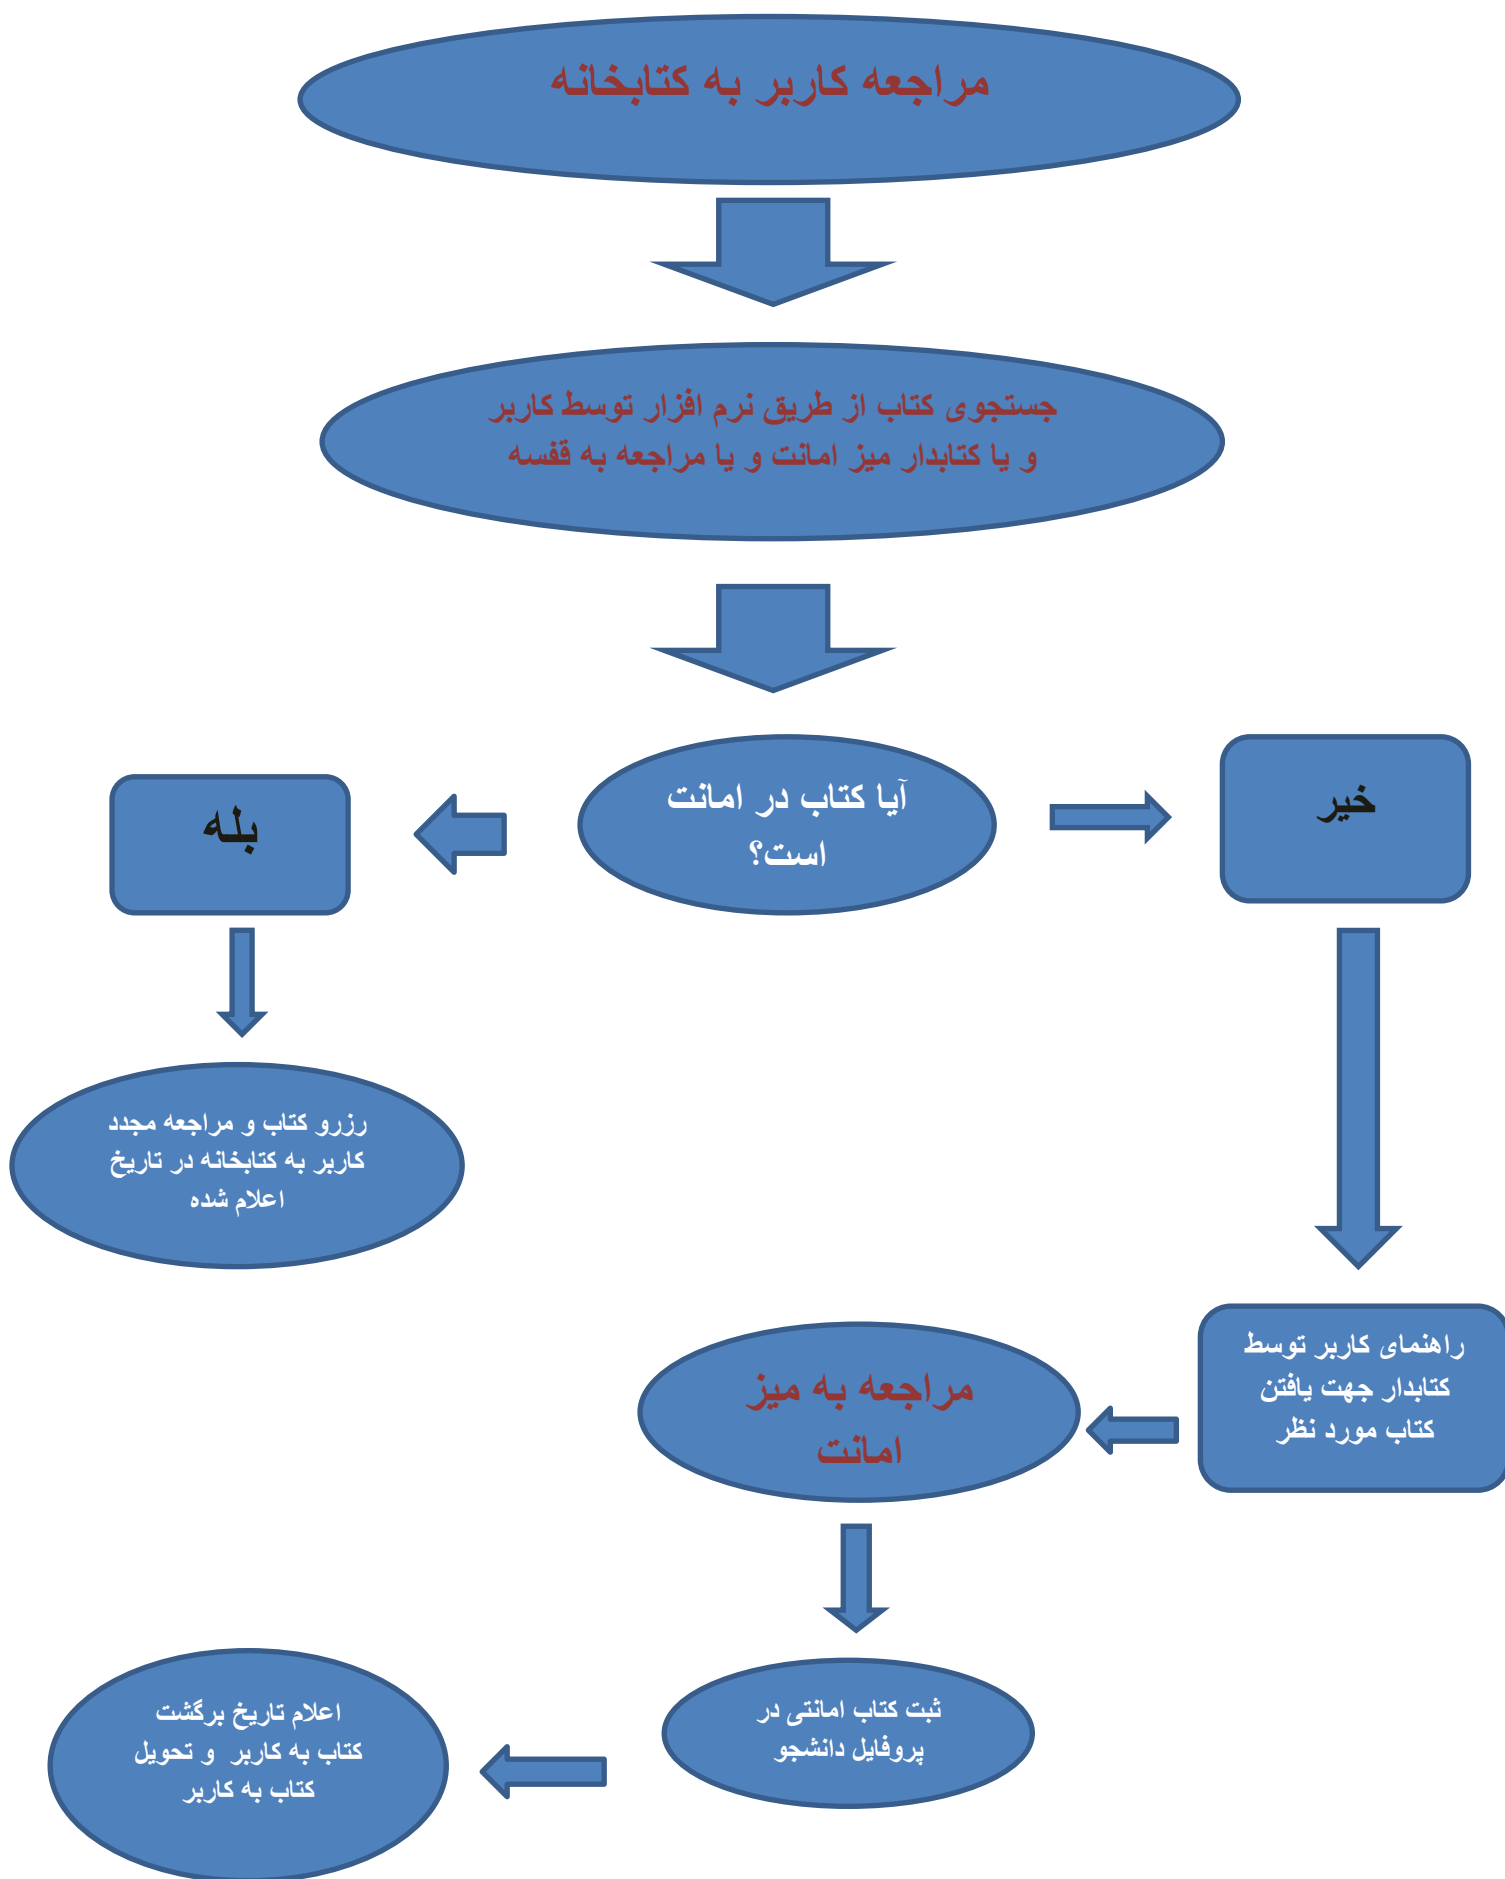 مراجعه کاربر به کتابخانه
جستجوی کتاب از طریق نرم افزار توسط کاربر
و یا کتابدار میز امانت و یا مراجعه به قفسه
آیا کتاب در امانت
است؟
خیر
بله
رزرو کتاب و مراجعه مجدد
کاربر به کتابخانه در تاریخ
اعلام شده
راهنمای کاربر توسط
کتابدار جهت یافتن
کتاب مورد نظر
مراجعه به میز
امانت
ثبت کتاب امانتی در
پروفایل دانشجو
اعلام تاریخ برگشت
کتاب به کاربر و تحویل
کتاب به کاربر